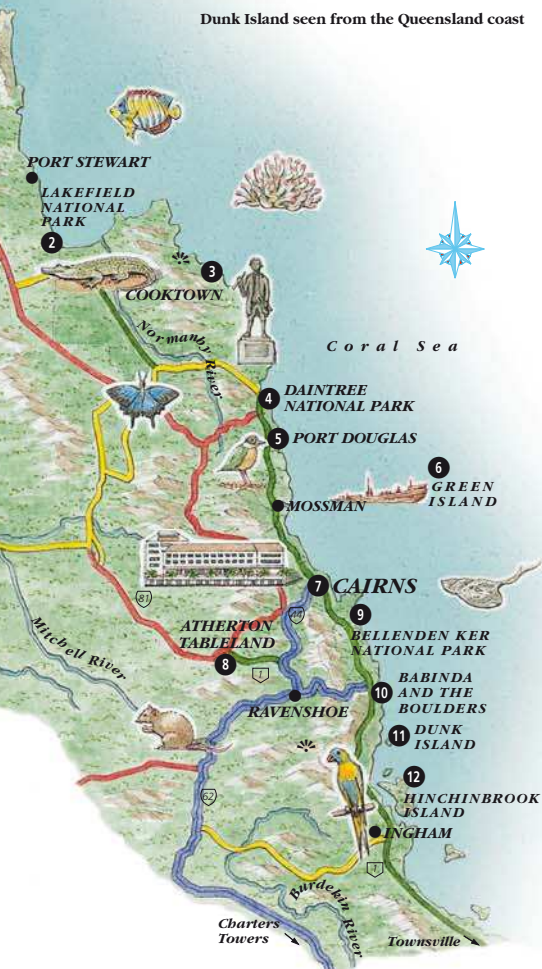 Dunk Island seen from the Queensland coast
PORT STEWART
LAKEFIELD
NATIONAL
PARK
2
3
COOKTOWN
Normanby River
Coral Sea
4
DAINTREE
NATIONAL PARK
5
PORT DOUGLAS
6
GREEN
ISLAND
MOSSMAN
7
CAIRNS
81
44
9
BELLENDEN KER
NATIONAL PARK
ATHERTON
TABLELAND
8
1
Mitchell River
10
BABINDA
AND THE
BOULDERS
RAVENSHOE
11
DUNK
ISLAND
12
HINCHINBROOK
ISLAND
62
INGHAM
1
Burdekin River
Charters
Towers
Townsville